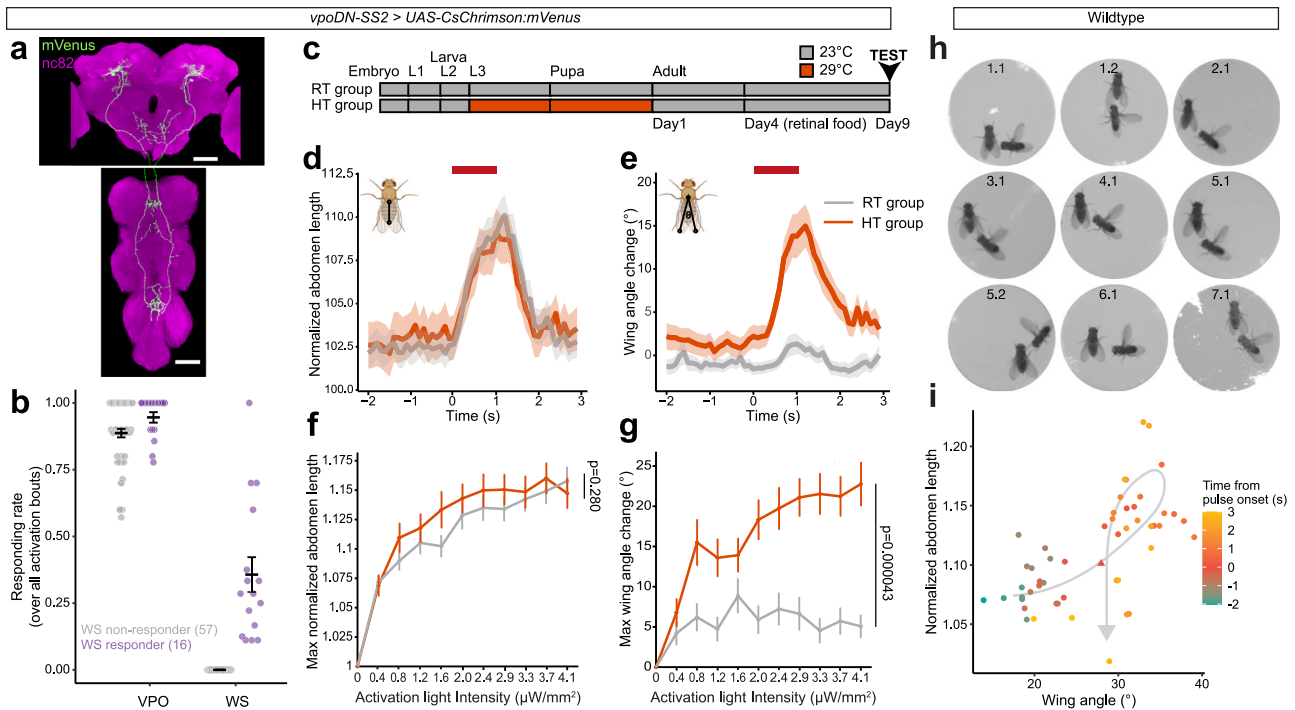 vpoDN-SS2 > UAS-CsChrimson:mVenus
Wildtype
a
mVenus
nc82
b
Responding rate
(over all activation bouts)
1.00
0.75
0.50
0.25
0.00
WS non-responder (57)
WS responder (16)
VPO WS
c
23°C
29°C
TEST
Embryo L1 Larva L2 L3 Pupa Adult
RT group
HT group
Day1 Day4 (retinal food) Day9
d
Normalized abdomen length
112.5
110.0
107.5
105.0
102.5
100.0
-2 -1 0 1 2 3
Time (s)
e
Wing angle change (°)
20
15
10
5
0
θ
RT group
HT group
-2 -1 0 1 2 3
Time (s)
f
Max normalized abdomen length
1.175
1.15
1.125
1.1
1.075
1.05
1.025
1
p=0.280
0.4 0.8 1.2 1.6 2.0 2.4 2.9 3.3 3.7 4.1
Activation light Intensity (µW/mm²)
g
Max wing angle change (°)
25
20
15
10
5
0
p=0.000043
0.4 0.8 1.2 1.6 2.0 2.4 2.9 3.3 3.7 4.1
Activation light Intensity (µW/mm²)
h
1.1 1.2 2.1
3.1 4.1 5.1
5.2 6.1 7.1
i
Normalized abdomen length
1.20
1.15
1.10
1.05
20 30 40
Wing angle (°)
Time from
pulse onset (s)
3
2
1
0
-1
-2